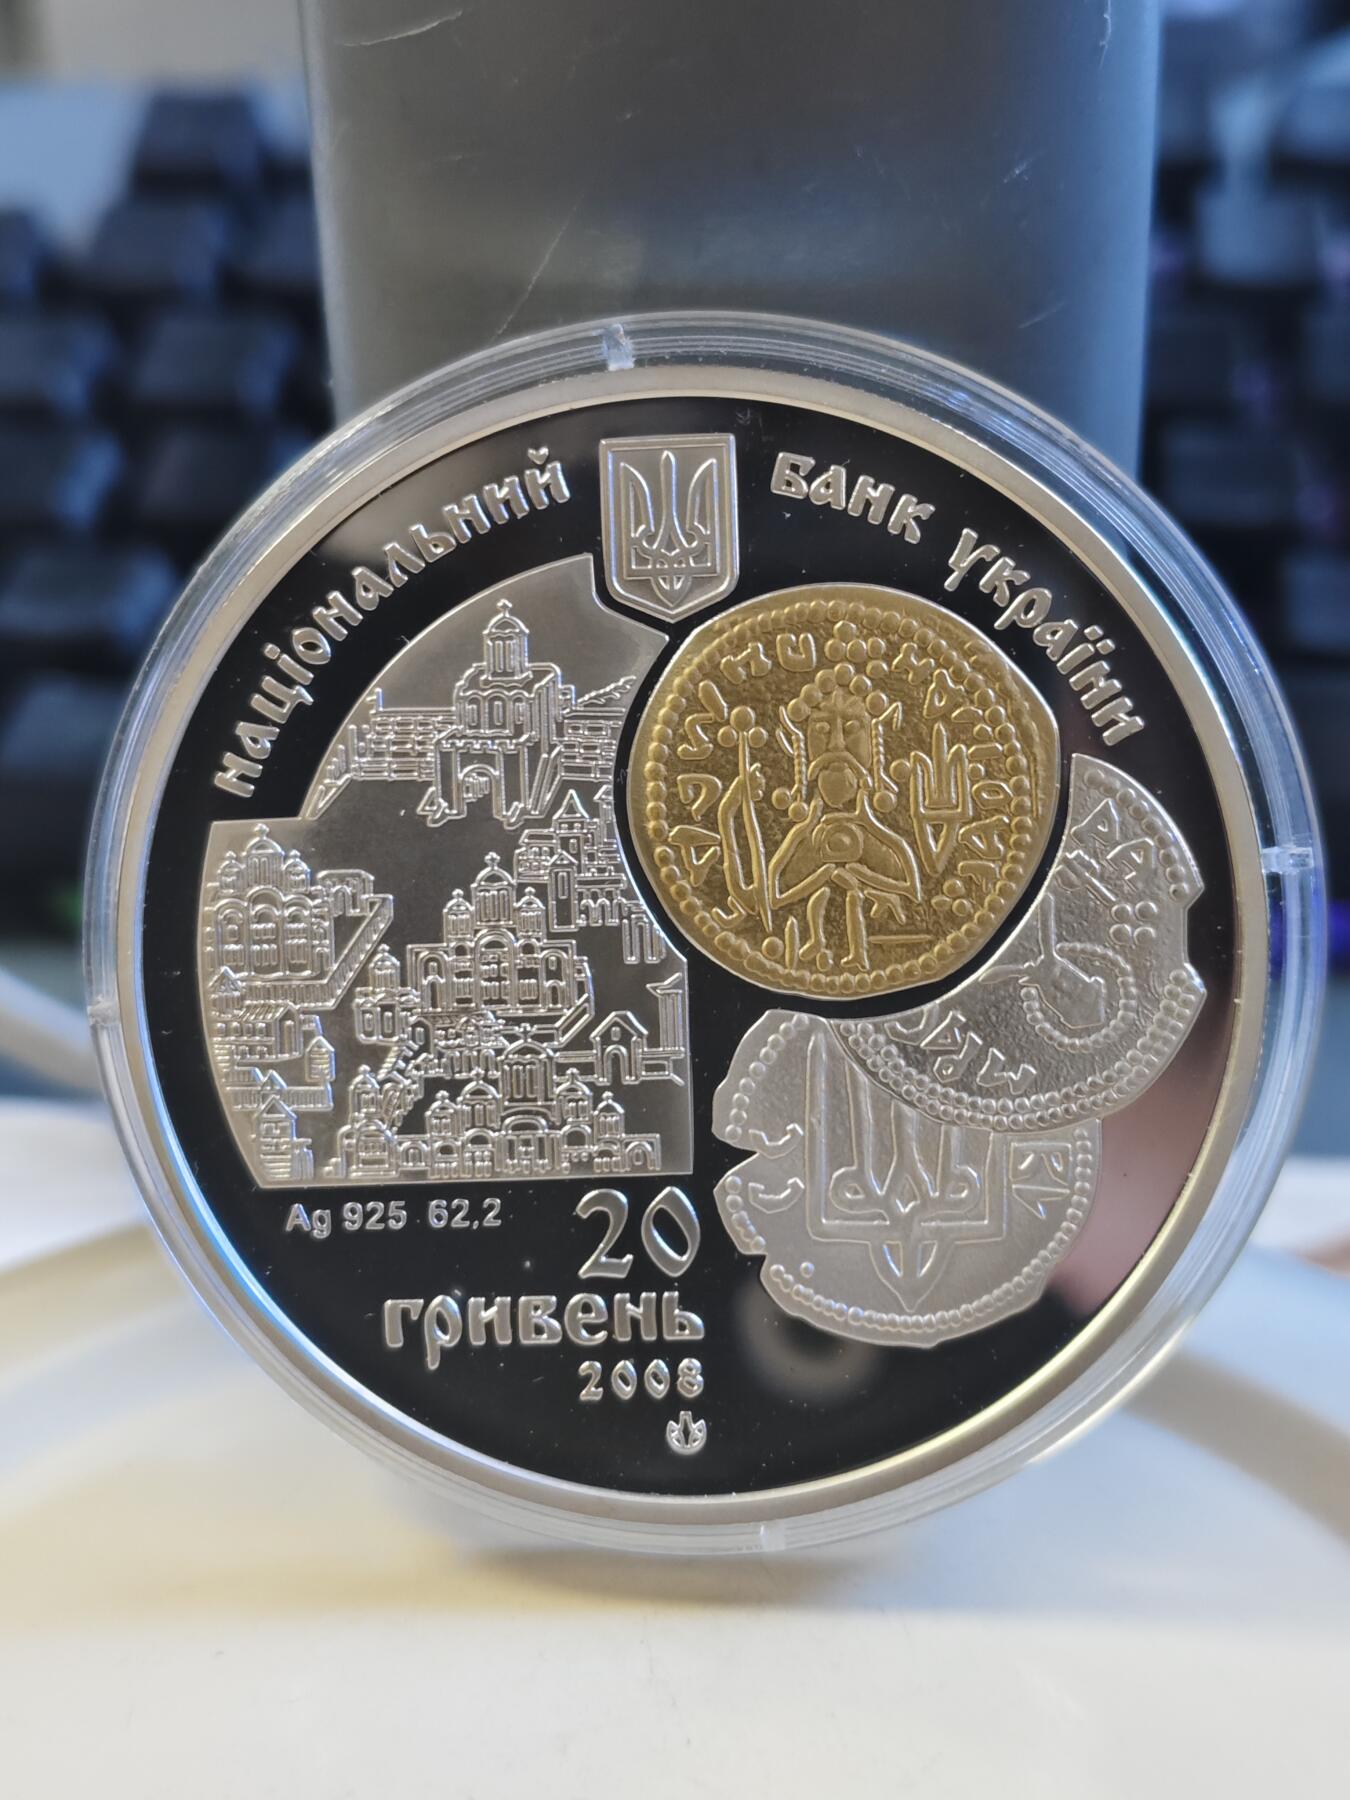 національний банк україни
Ag 925 62,2
20
гривень
2008